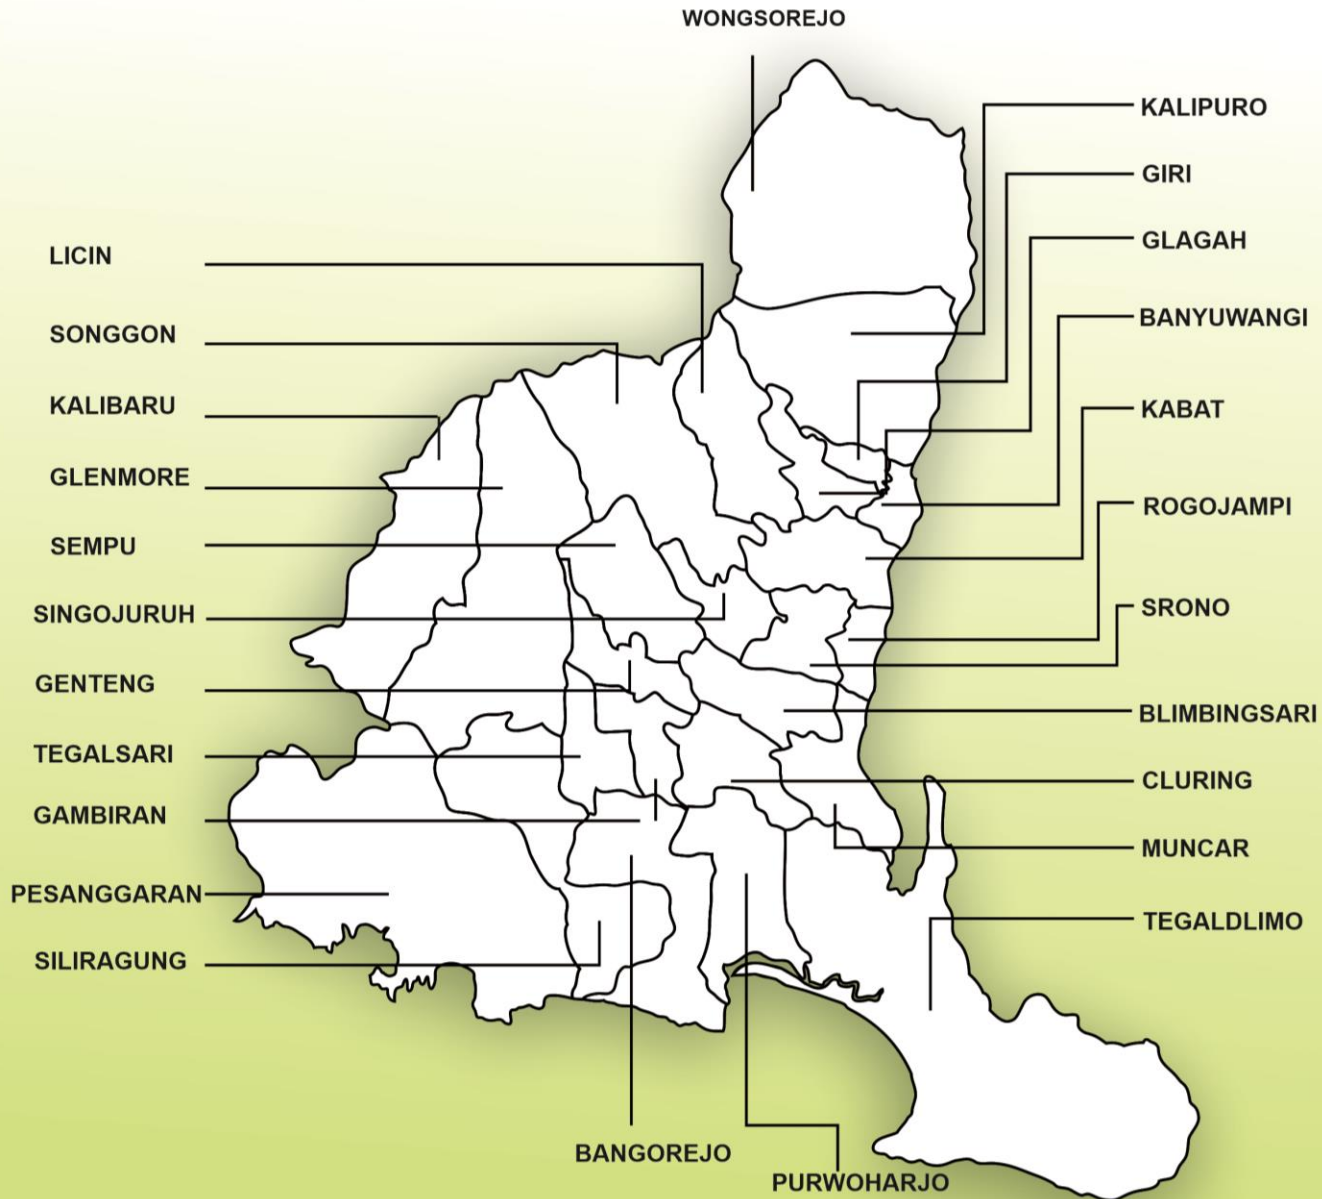 WONGSOREJO
KALIPURO
GIRI
GLAGAH
BANYUWANGI
KABAT
ROGOJAMPI
SRONO
BLIMBINGSARI
CLURING
MUNCAR
TEGALDLIMO
LICIN
SONGGON
KALIBARU
GLENMORE
SEMPU
SINGOJURUH
GENTENG
TEGALSARI
GAMBIRAN
PESANGGARAN
SILIRAGUNG
BANGOREJO
PURWOHARJO